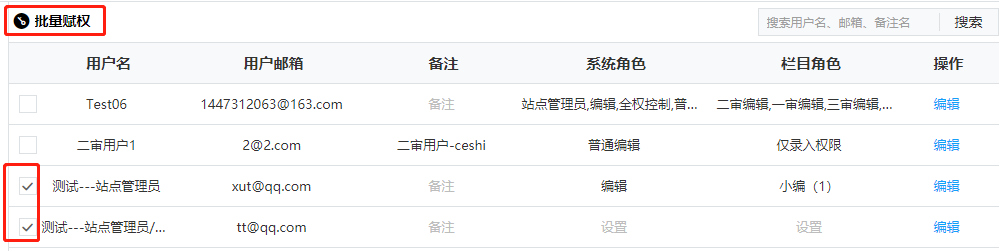 批量赋权 搜索用户名、邮箱、备注名 搜索
用户名 用户邮箱 备注 系统角色 栏目角色 操作
Test06 1447312063@163.com 备注 站点管理员,编辑,全权控制,普... 二审编辑,一审编辑,三审编辑,... 编辑
二审用户1 2@2.com 二审用户-ceshi 普通编辑 仅录入权限 编辑
测试---站点管理员 xut@qq.com 备注 编辑 小编（1） 编辑
测试---站点管理员/... tt@qq.com 备注 设置 设置 编辑